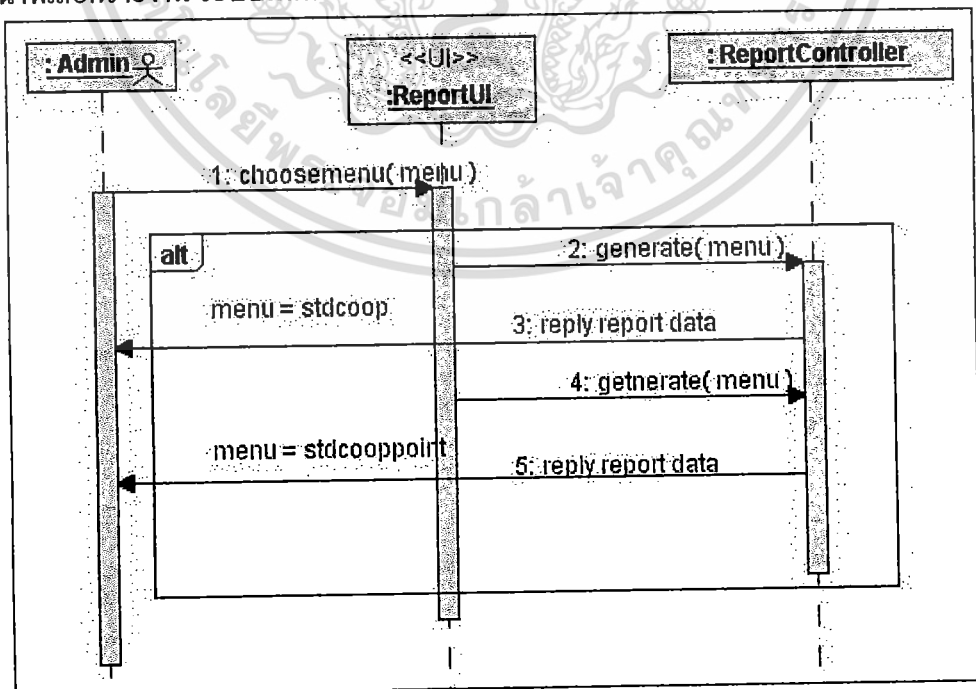 : Admin
<<UI>>
:ReportUI
: ReportController
1: choosemenu( menu )
alt
2: generate( menu )
menu = stdcoop
3: reply report data
4: getnerate( menu )
menu = stdcooppoint
5: reply report data